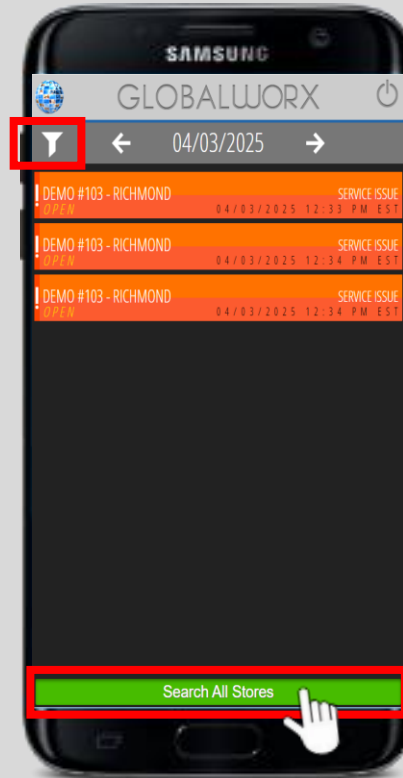 SAMSUNG
GLOBALWORX
04/03/2025
DEMO #103 - RICHMOND SERVICE ISSUE
OPEN 04/03/2025 12:33 PM EST
DEMO #103 - RICHMOND SERVICE ISSUE
OPEN 04/03/2025 12:34 PM EST
DEMO #103 - RICHMOND SERVICE ISSUE
OPEN 04/03/2025 12:34 PM EST
Search All Stores